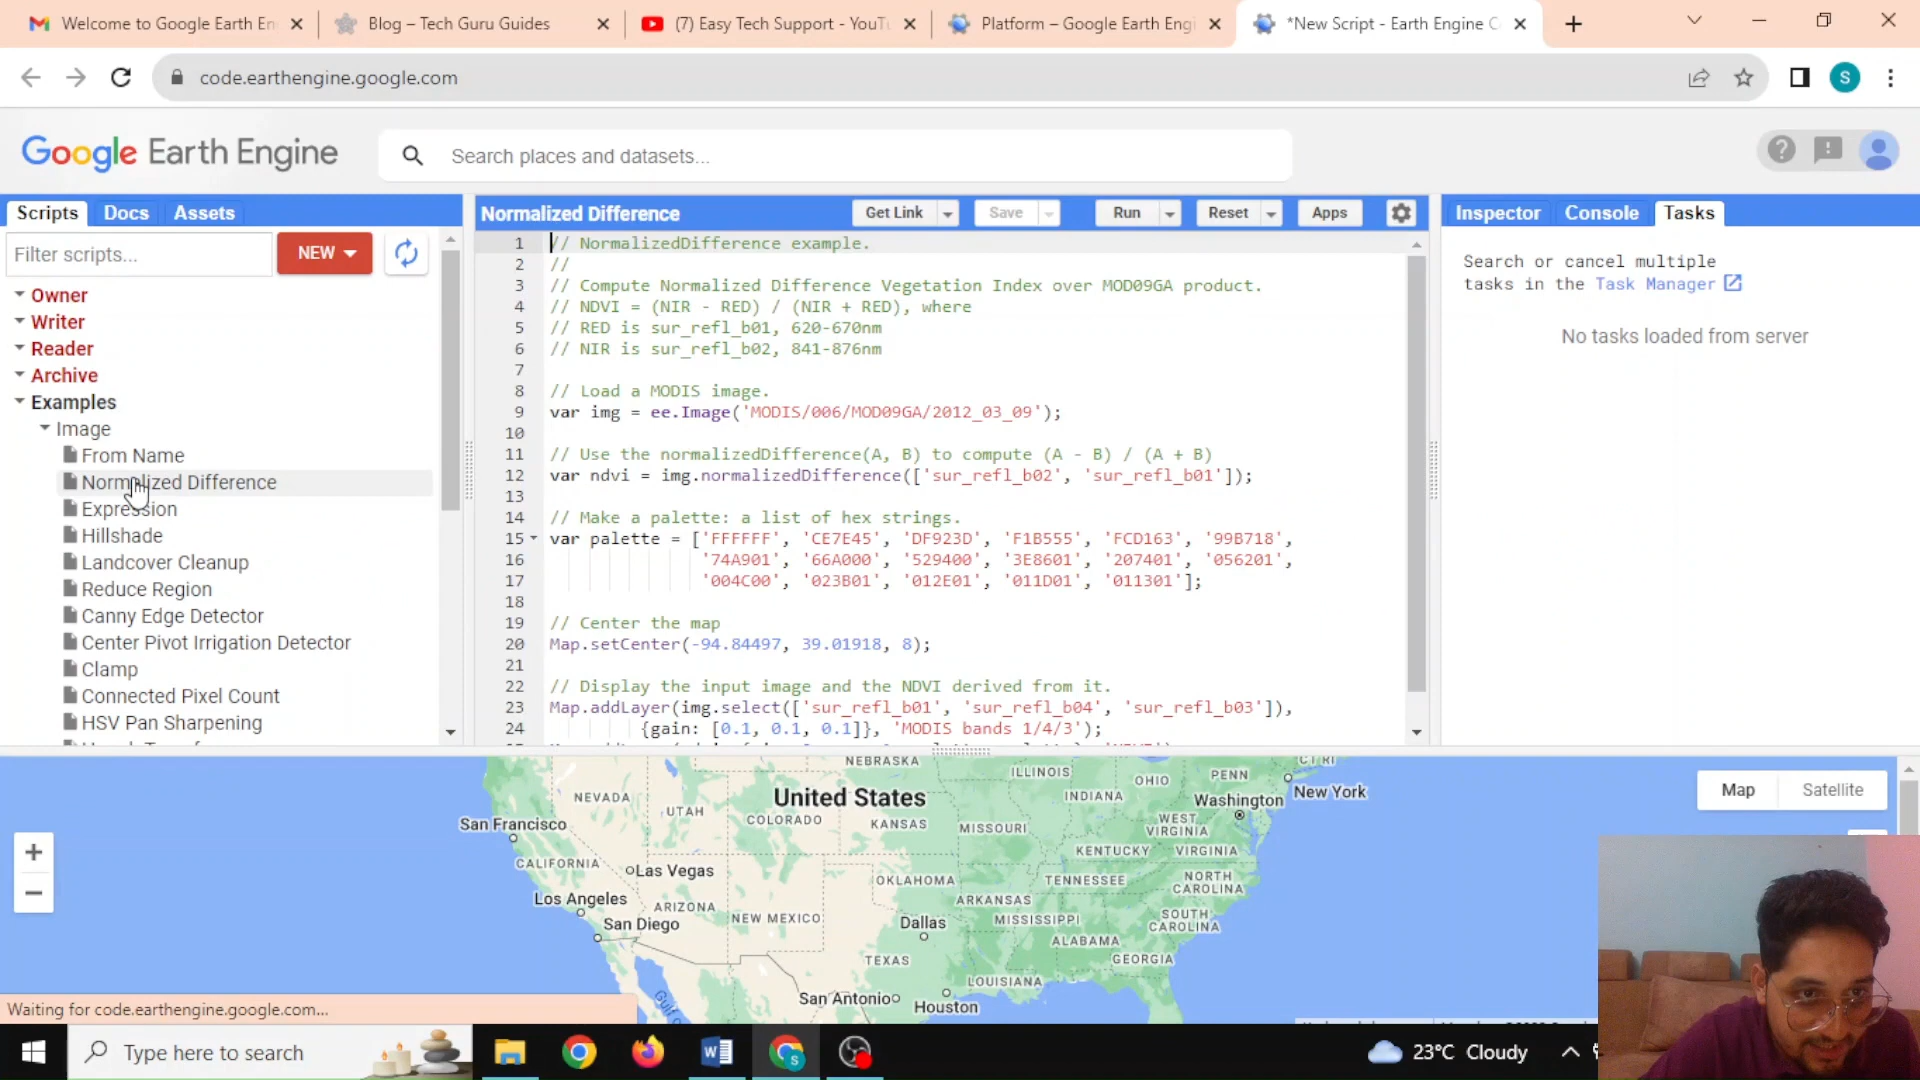 Welcome to Google Earth En
Blog – Tech Guru Guides
(7) Easy Tech Support - YouTu
Platform – Google Earth Engi
*New Script - Earth Engine C
code.earthengine.google.com
S
Google Earth Engine
Search places and datasets...
Scripts
Docs
Assets
Filter scripts...
NEW
Owner
Writer
Reader
Archive
Examples
Image
From Name
Normalized Difference
Expression
Hillshade
Landcover Cleanup
Reduce Region
Canny Edge Detector
Center Pivot Irrigation Detector
Clamp
Connected Pixel Count
HSV Pan Sharpening
Normalized Difference
Get Link
Save
Run
Reset
Apps
1 // NormalizedDifference example.
2 //
3 // Compute Normalized Difference Vegetation Index over MOD09GA product.
4 // NDVI = (NIR - RED) / (NIR + RED), where
5 // RED is sur_refl_b01, 620-670nm
6 // NIR is sur_refl_b02, 841-876nm
7
8 // Load a MODIS image.
9 var img = ee.Image('MODIS/006/MOD09GA/2012_03_09');
10
11 // Use the normalizedDifference(A, B) to compute (A - B) / (A + B)
12 var ndvi = img.normalizedDifference(['sur_refl_b02', 'sur_refl_b01']);
13
14 // Make a palette: a list of hex strings.
15 var palette = ['FFFFFF', 'CE7E45', 'DF923D', 'F1B555', 'FCD163', '99B718',
16 '74A901', '66A000', '529400', '3E8601', '207401', '056201',
17 '004C00', '023B01', '012E01', '011D01', '011301'];
18
19 // Center the map
20 Map.setCenter(-94.84497, 39.01918, 8);
21
22 // Display the input image and the NDVI derived from it.
23 Map.addLayer(img.select(['sur_refl_b01', 'sur_refl_b04', 'sur_refl_b03']),
24 {gain: [0.1, 0.1, 0.1]}, 'MODIS bands 1/4/3');
Inspector
Console
Tasks
Search or cancel multiple
tasks in the Task Manager
No tasks loaded from server
NEBRASKA
ILLINOIS
OHIO
PENN
NEVADA
UTAH
United States
COLORADO
KANSAS
MISSOURI
INDIANA
Washington
New York
WEST
VIRGINIA
San Francisco
CALIFORNIA
Las Vegas
KENTUCKY
VIRGINIA
OKLAHOMA
TENNESSEE
NORTH
CAROLINA
Los Angeles
ARIZONA
NEW MEXICO
ARKANSAS
MISSISSIPPI
SOUTH
CAROLINA
San Diego
Dallas
ALABAMA
TEXAS
GEORGIA
LOUISIANA
San Antonio
Houston
Gulf
Map
Satellite
Waiting for code.earthengine.google.com...
Type here to search
23°C Cloudy